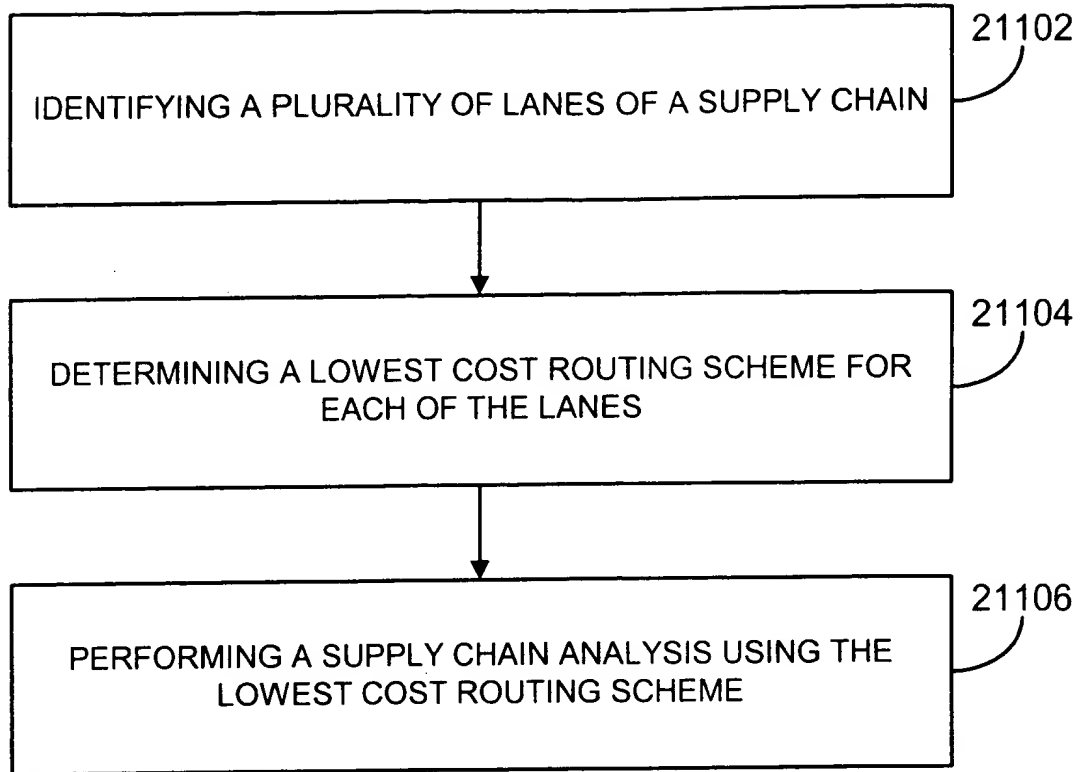 21102
IDENTIFYING A PLURALITY OF LANES OF A SUPPLY CHAIN
21104
DETERMINING A LOWEST COST ROUTING SCHEME FOR
EACH OF THE LANES
21106
PERFORMING A SUPPLY CHAIN ANALYSIS USING THE
LOWEST COST ROUTING SCHEME